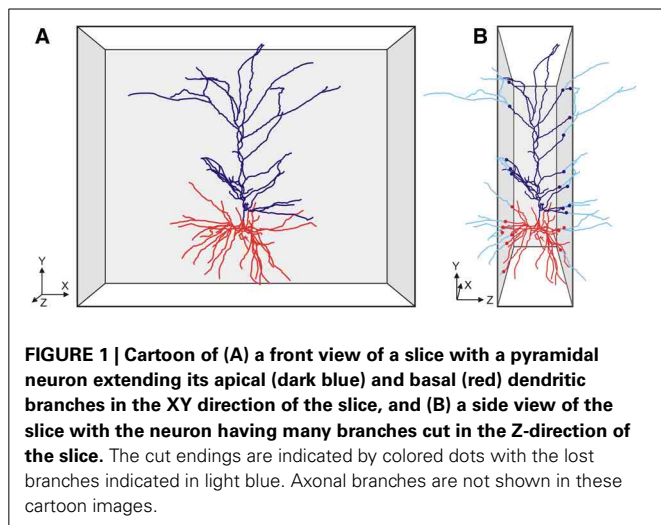 A
B
Y
X
Z
Y
X
Z
FIGURE 1 | Cartoon of (A) a front view of a slice with a pyramidal
neuron extending its apical (dark blue) and basal (red) dendritic
branches in the XY direction of the slice, and (B) a side view of the
slice with the neuron having many branches cut in the Z-direction of
the slice. The cut endings are indicated by colored dots with the lost
branches indicated in light blue. Axonal branches are not shown in these
cartoon images.